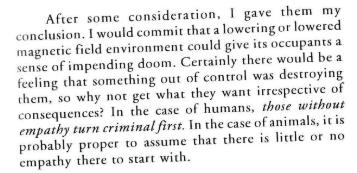 After some consideration, I gave them my
conclusion. I would commit that a lowering or lowered
magnetic field environment could give its occupants a
sense of impending doom. Certainly there would be a
feeling that something out of control was destroying
them, so why not get what they want irrespective of
consequences? In the case of humans, those without
empathy turn criminal first. In the case of animals, it is
probably proper to assume that there is little or no
empathy there to start with.